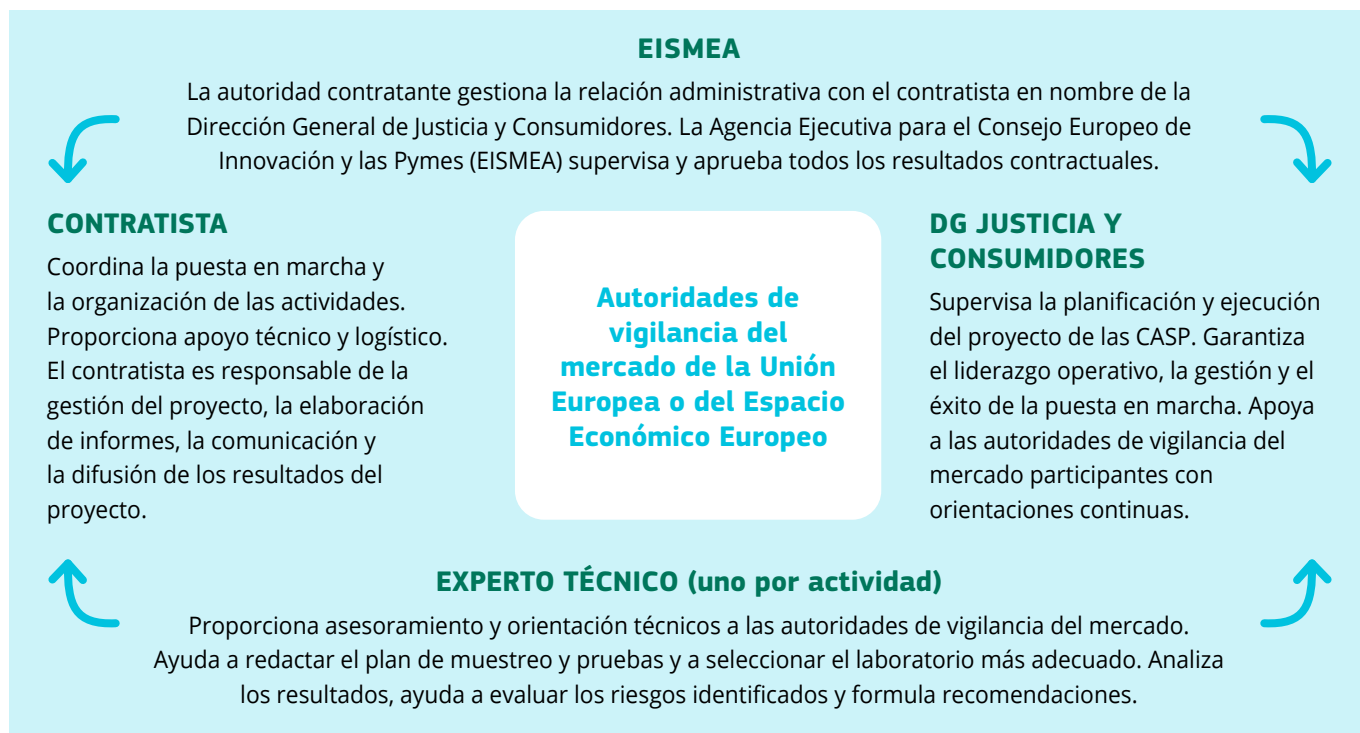 EISMEA
La autoridad contratante gestiona la relación administrativa con el contratista en nombre de la
Dirección General de Justicia y Consumidores. La Agencia Ejecutiva para el Consejo Europeo de
Innovación y las Pymes (EISMEA) supervisa y aprueba todos los resultados contractuales.
CONTRATISTA
Coordina la puesta en marcha y
la organización de las actividades.
Proporciona apoyo técnico y logístico.
El contratista es responsable de la
gestión del proyecto, la elaboración
de informes, la comunicación y
la difusión de los resultados del
proyecto.
Autoridades de
vigilancia del
mercado de la Unión
Europea o del Espacio
Económico Europeo
DG JUSTICIA Y
CONSUMIDORES
Supervisa la planificación y ejecución
del proyecto de las CASP. Garantiza
el liderazgo operativo, la gestión y el
éxito de la puesta en marcha. Apoya
a las autoridades de vigilancia del
mercado participantes con
orientaciones continuas.
EXPERTO TÉCNICO (uno por actividad)
Proporciona asesoramiento y orientación técnicos a las autoridades de vigilancia del mercado.
Ayuda a redactar el plan de muestreo y pruebas y a seleccionar el laboratorio más adecuado. Analiza
los resultados, ayuda a evaluar los riesgos identificados y formula recomendaciones.